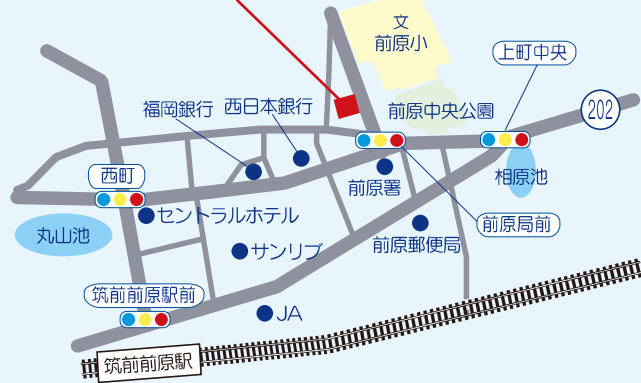 文
前原小
上町中央
202
福岡銀行
西日本銀行
前原中央公園
西町
前原署
相原池
セントラルホテル
前原局前
丸山池
サンリブ
前原郵便局
筑前前原駅前
JA
筑前前原駅